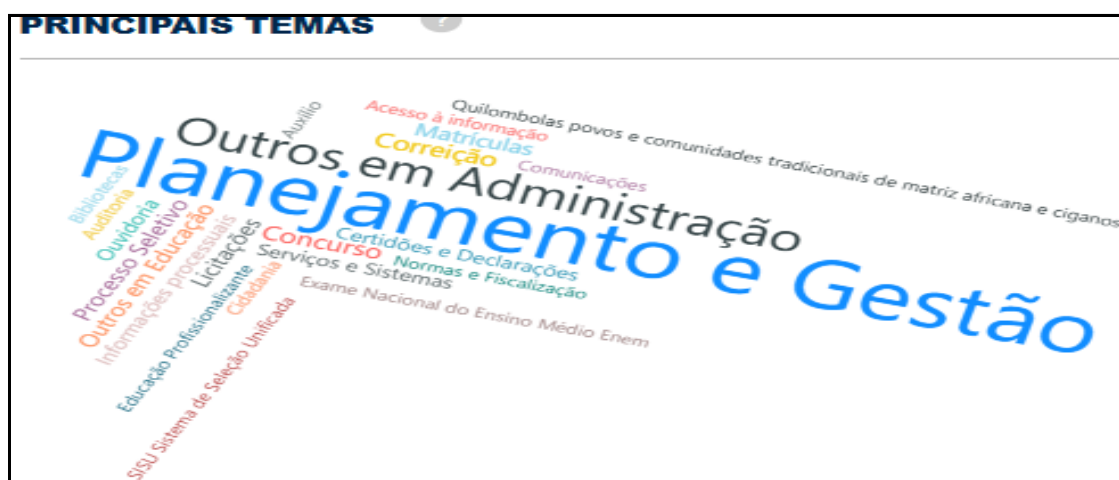 PRINCIPAIS TEMAS
?
Quilombolas povos e comunidades tradicionais de matriz africana e ciganos
Acesso à informação
Auxílio
Matrículas
Correição
Outros em Administração
Comunicações
Planejamento e Gestão
Bibliotecas
Auditoria
Ouvidoria
Processo Seletivo
Outros em Educação
Informações processuais
Licitações
Concurso
Certidões e Declarações
Serviços e Sistemas
Normas e Fiscalização
Educação Profissionalizante
Cidadania
Exame Nacional do Ensino Médio Enem
SISU Sistema de Seleção Unificada